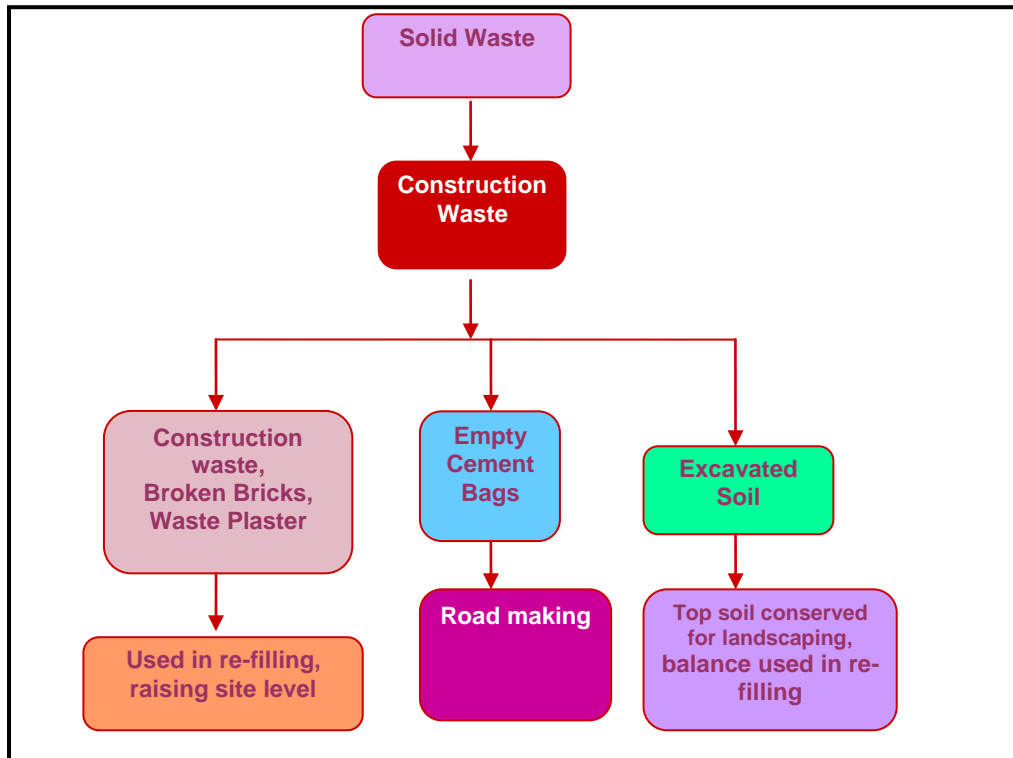 Solid Waste
Construction
Waste
Construction
waste,
Broken Bricks,
Waste Plaster
Empty
Cement
Bags
Excavated
Soil
Used in re-filling,
raising site level
Road making
Top soil conserved
for landscaping,
balance used in re-
filling